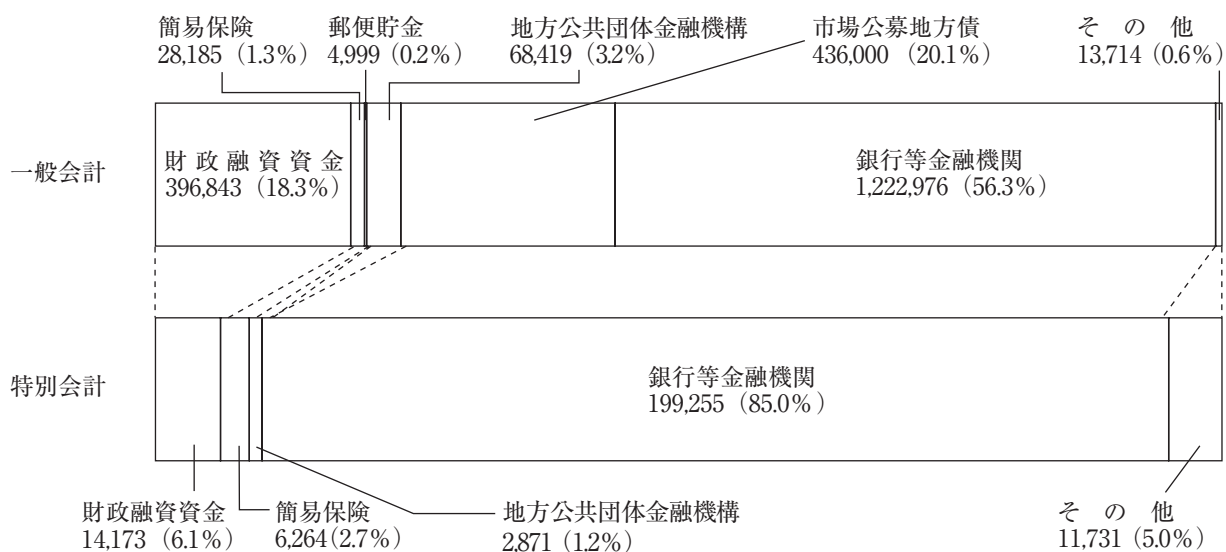 簡易保険
28,185（1.3%）
郵便貯金
4,999（0.2%）
地方公共団体金融機構
68,419（3.2%）
市場公募地方債
436,000（20.1%）
その他
13,714（0.6%）
一般会計
財政融資資金
396,843（18.3%）
銀行等金融機関
1,222,976（56.3%）
特別会計
銀行等金融機関
199,255（85.0%）
財政融資資金
14,173（6.1%）
簡易保険
6,264（2.7%）
地方公共団体金融機構
2,871（1.2%）
その他
11,731（5.0%）